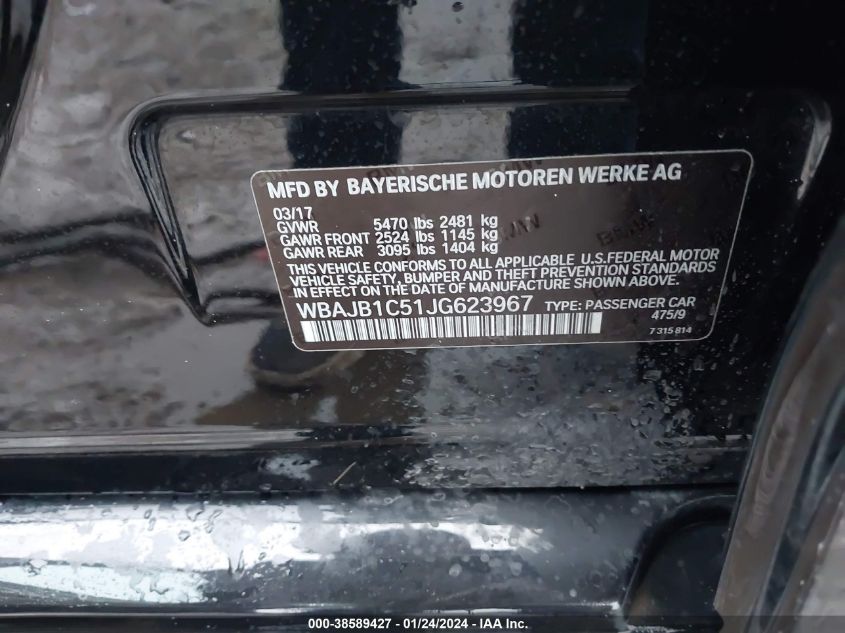 MFD BY BAYERISCHE MOTOREN WERKE AG
03/17
GVWR 5470 lbs 2481 kg
GAWR FRONT 2524 lbs 1145 kg
GAWR REAR 3095 lbs 1404 kg
THIS VEHICLE CONFORMS TO ALL APPLICABLE U.S.FEDERAL MOTOR
VEHICLE SAFETY, BUMPER AND THEFT PREVENTION STANDARDS
IN EFFECT ON THE DATE OF MANUFACTURE SHOWN ABOVE.
WBAJB1C51JG623967 TYPE: PASSENGER CAR
475/9
7 315 814
000-38589427 - 01/24/2024 - IAA Inc.